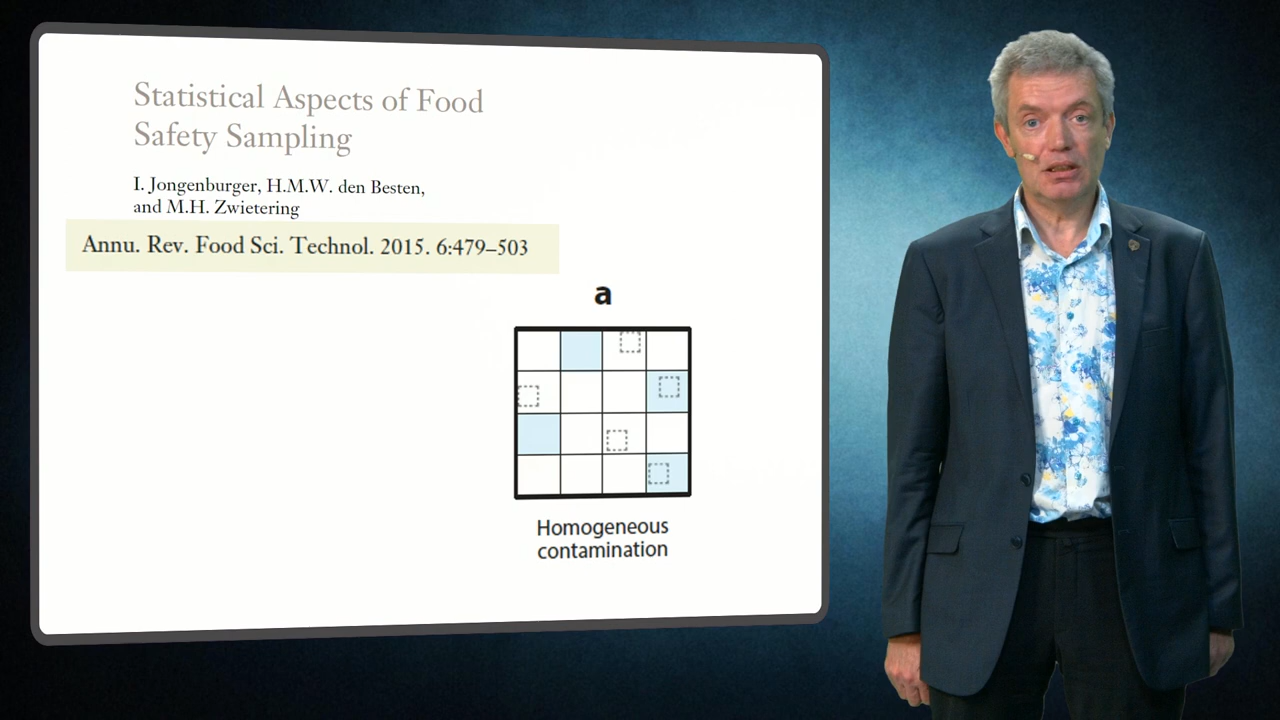 Statistical Aspects of Food
Safety Sampling
I. Jongenburger, H.M.W. den Besten,
and M.H. Zwietering
Annu. Rev. Food Sci. Technol. 2015. 6:479–503
a
Homogeneous
contamination